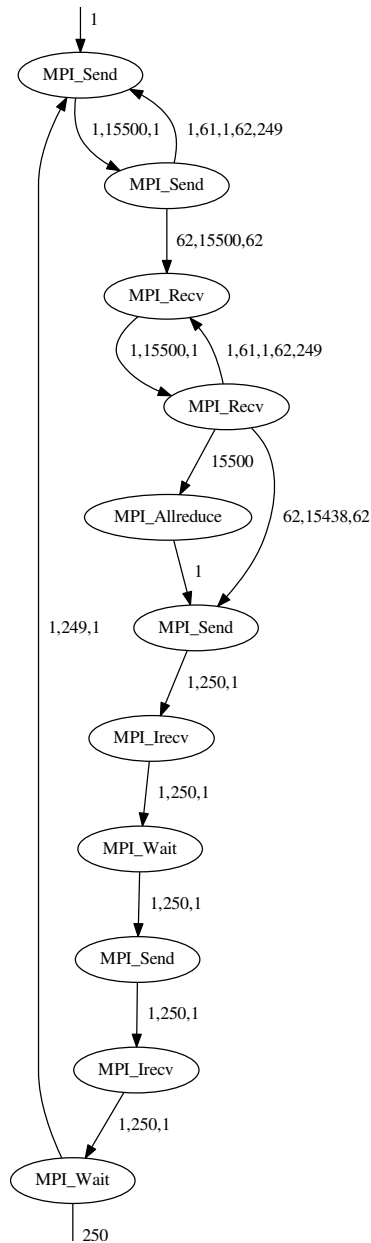 1
MPI_Send
1,15500,1
1,61,1,62,249
MPI_Send
62,15500,62
MPI_Recv
1,15500,1
1,61,1,62,249
MPI_Recv
15500
MPI_Allreduce
62,15438,62
1
MPI_Send
1,249,1
1,250,1
MPI_Irecv
1,250,1
MPI_Wait
1,250,1
MPI_Send
1,250,1
MPI_Irecv
1,250,1
MPI_Wait
250